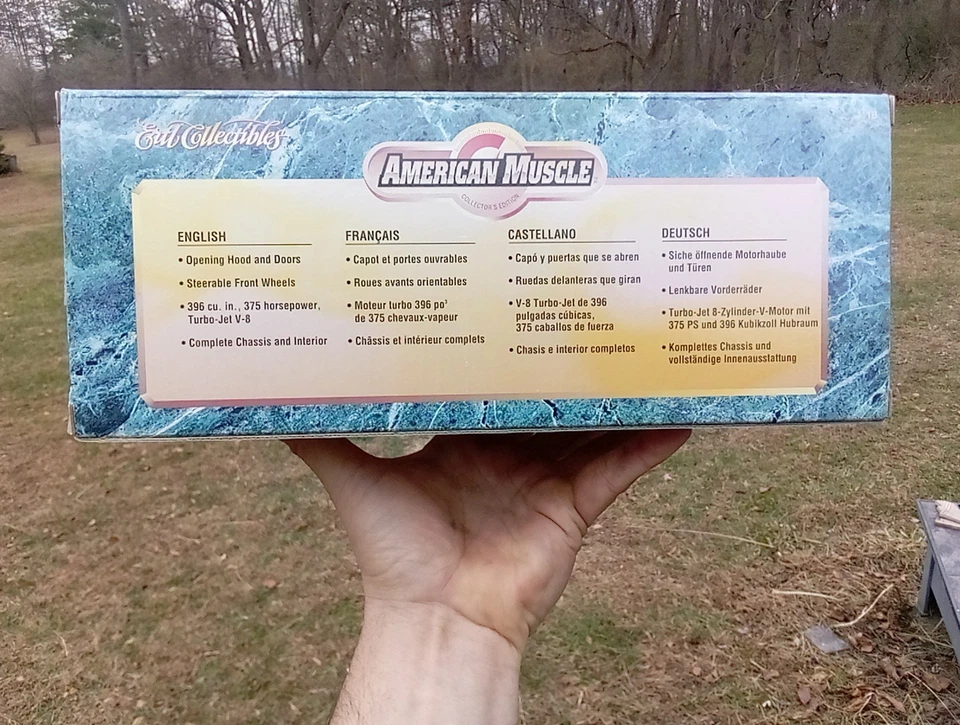 Ertl Collectibles
AMERICAN MUSCLE
COLLECTOR'S EDITION
ENGLISH
• Opening Hood and Doors
• Steerable Front Wheels
• 396 cu. in., 375 horsepower,
Turbo-Jet V-8
• Complete Chassis and Interior
FRANÇAIS
• Capot et portes ouvrables
• Roues avants orientables
• Moteur turbo 396 po³
de 375 chevaux-vapeur
• Châssis et intérieur complets
CASTELLANO
• Capó y puertas que se abren
• Ruedas delanteras que giran
• V-8 Turbo-Jet de 396
pulgadas cúbicas,
375 caballos de fuerza
• Chasis e interior completos
DEUTSCH
• Siche öffnende Motorhaube
und Türen
• Lenkbare Vorderräder
• Turbo-Jet 8-Zylinder-V-Motor mit
375 PS und 396 Kubikzoll Hubraum
• Komplettes Chassis und
vollständige Innenausstattung